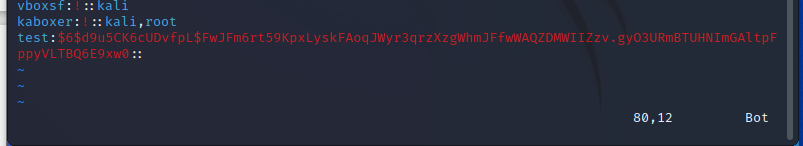 vboxsf:!::kali
kaboxer:!::kali,root
test:$6$d9u5CK6cUDvfpL$FwJFm6rt59KpxLyskFAoqJWyr3qrzXzgWhmJFfwWAQZDMWIIZzv.gyO3URmBTUHNImGAltpF
ppyVLTBQ6E9xw0::
~
~
~
80,12 Bot